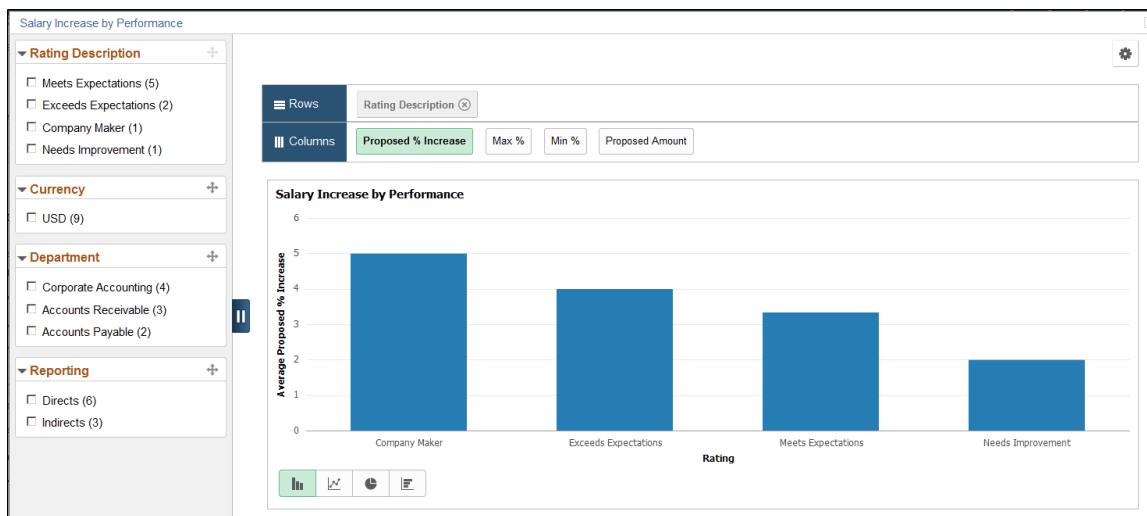 Salary Increase by Performance
Rating Description
Meets Expectations (5)
Exceeds Expectations (2)
Company Maker (1)
Needs Improvement (1)
Currency
USD (9)
Department
Corporate Accounting (4)
Accounts Receivable (3)
Accounts Payable (2)
Reporting
Directs (6)
Indirects (3)
Rows
Rating Description
Columns
Proposed % Increase
Max %
Min %
Proposed Amount
Salary Increase by Performance
Average Proposed % Increase
6
5
4
3
2
1
0
Company Maker
Exceeds Expectations
Meets Expectations
Needs Improvement
Rating